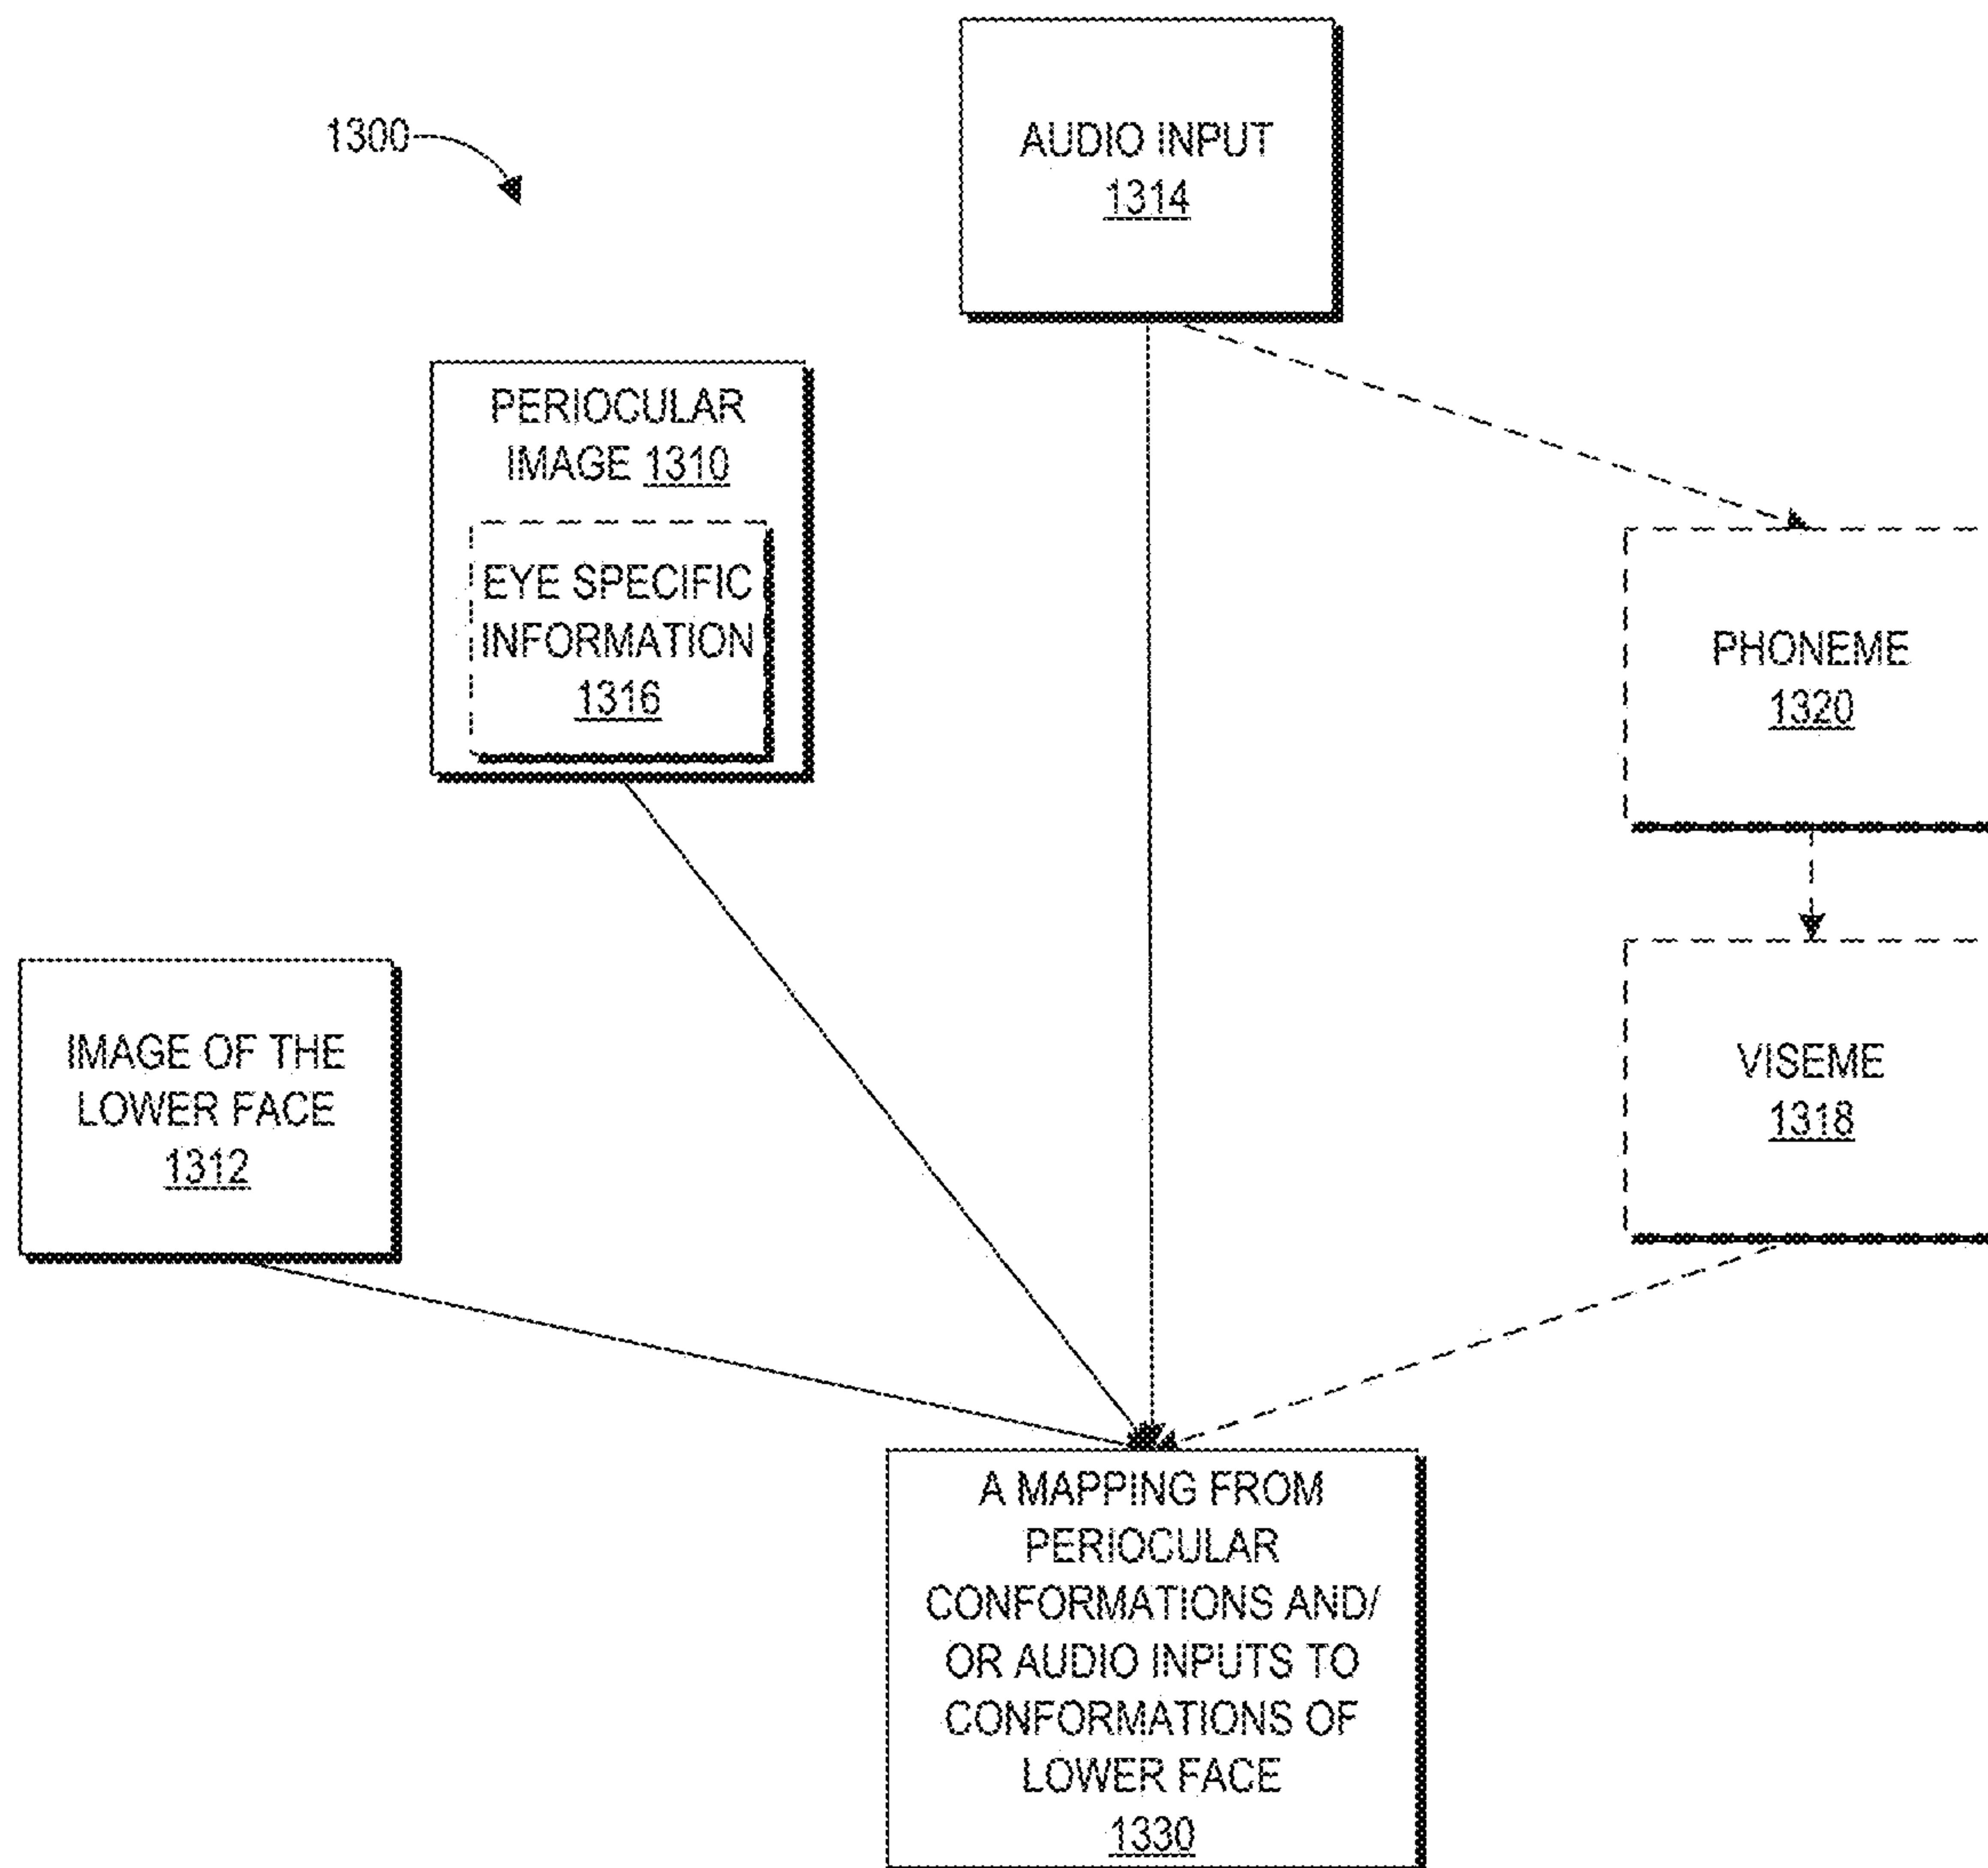 1300
AUDIO INPUT
1314
PERIOCULAR
IMAGE 1310
EYE SPECIFIC
INFORMATION
1316
PHONEME
1320
IMAGE OF THE
LOWER FACE
1312
VISEME
1318
A MAPPING FROM
PERIOCULAR
CONFORMATIONS AND/
OR AUDIO INPUTS TO
CONFORMATIONS OF
LOWER FACE
1330